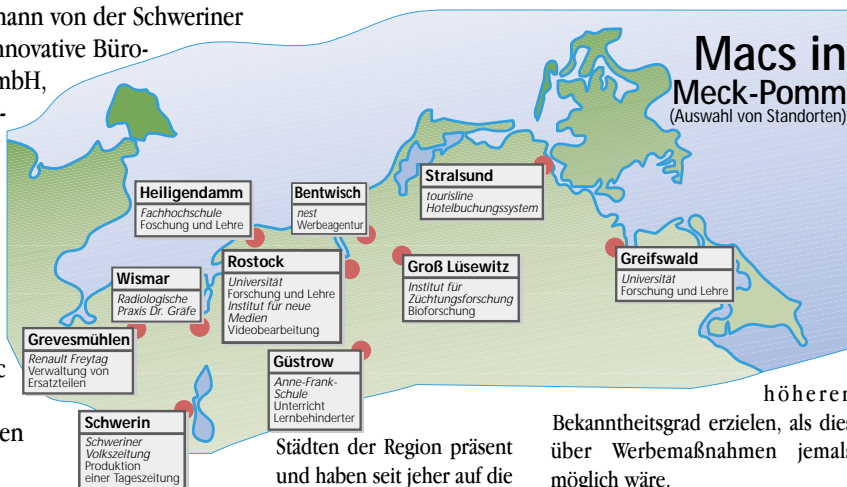 mann von der Schweriner
nnovative Büro-
mbH,
Macs in
Meck-Pomm
(Auswahl von Standorten)
Heiligendamm
Fachhochschule
Foschung und Lehre
Bentwisch
nest
Werbeagentur
Stralsund
tourisline
Hotelbuchungssystem
Wismar
Radiologische
Praxis Dr. Gräfe
Rostock
Universität
Forschung und Lehre
Institut für neue
Medien
Videobearbeitung
Groß Lüsewitz
Institut für
Züchtungsforschung
Bioforschung
Greifswald
Universität
Forschung und Lehre
Grevesmühlen
Renault Freytag
Verwaltung von
Ersatzteilen
Güstrow
Anne-Frank-
Schule
Unterricht
Lernbehinderter
Schwerin
Schweriner
Volkszeitung
Produktion
einer Tageszeitung
c
en
Städten der Region präsent
und haben seit jeher auf die
höheren
Bekanntheitsgrad erzielen, als dies
über Werbemaßnahmen jemals
möglich wäre.